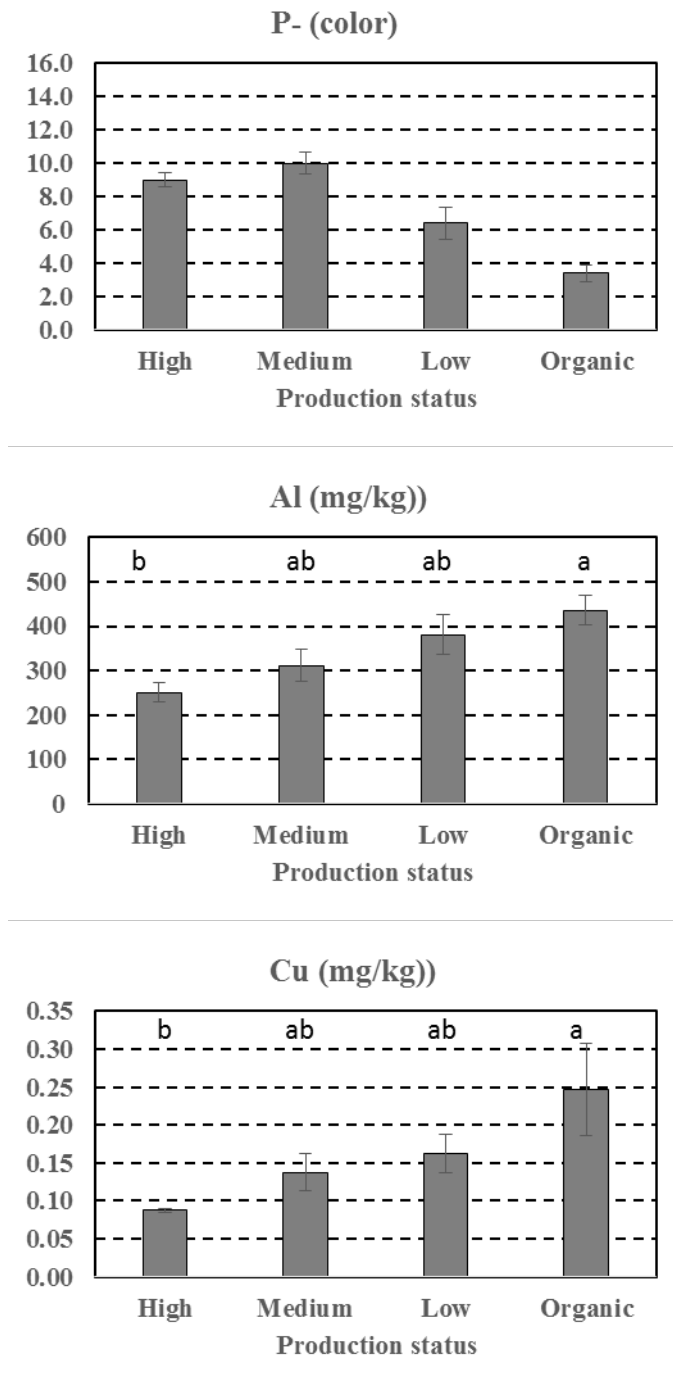 P- (color)
16.0
14.0
12.0
10.0
8.0
6.0
4.0
2.0
0.0
High Medium Low Organic
Production status
Al (mg/kg))
600
b ab ab a
500
400
300
200
100
0
High Medium Low Organic
Production status
Cu (mg/kg))
0.35
b ab ab a
0.30
0.25
0.20
0.15
0.10
0.05
0.00
High Medium Low Organic
Production status